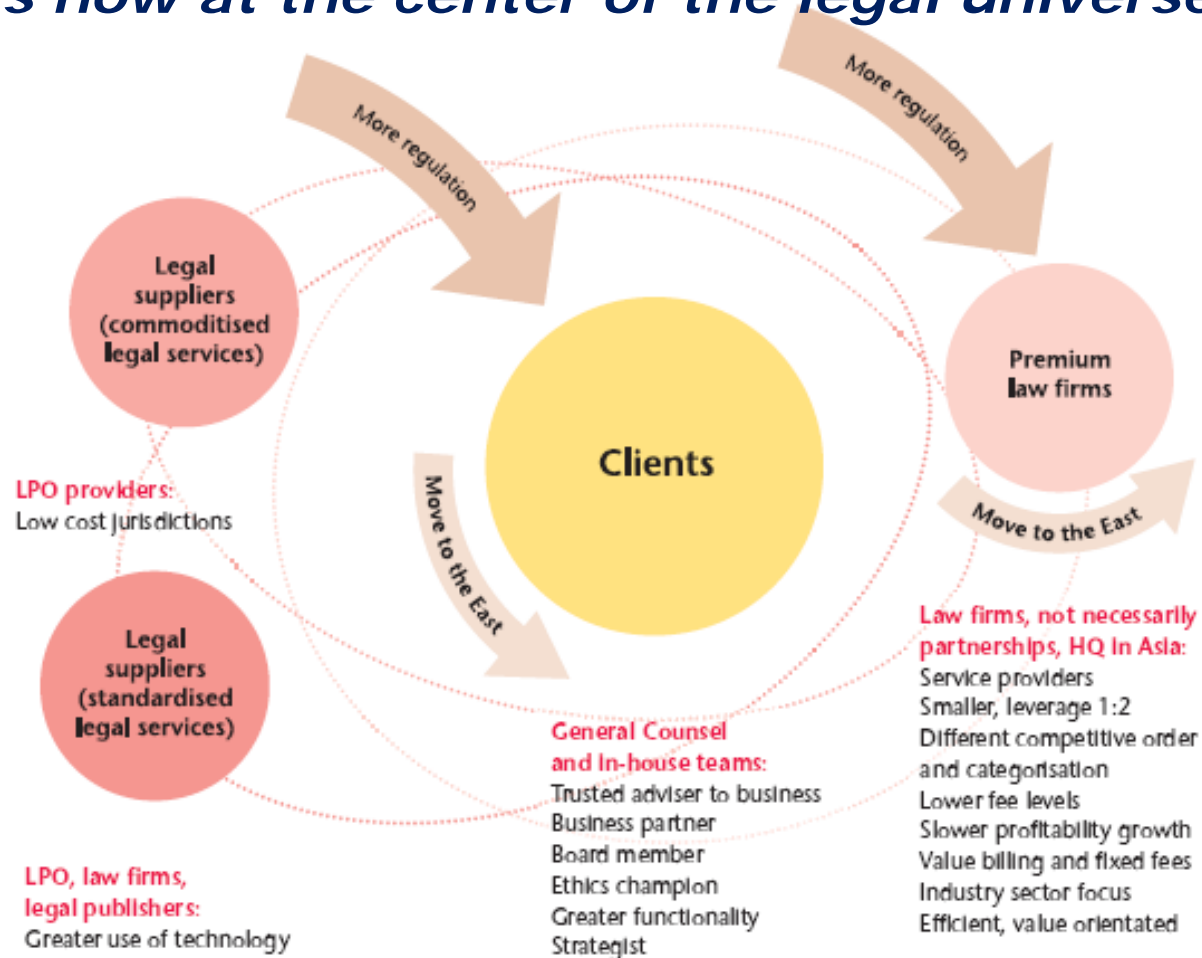 s now at the center of the legal universe
More regulation
More regulation
Legal
suppliers
(commoditised
legal services)
Premium
law firms
Clients
LPO providers:
Low cost jurisdictions
Move to the East
Move to the East
Legal
suppliers
(standardised
legal services)
Law firms, not necessarily
partnerships, HQ in Asia:
Service providers
Smaller, leverage 1:2
Different competitive order
and categorisation
Lower fee levels
Slower profitability growth
Value billing and fixed fees
Industry sector focus
Efficient, value orientated
General Counsel
and in-house teams:
Trusted adviser to business
Business partner
Board member
Ethics champion
Greater functionality
Strategist
LPO, law firms,
legal publishers:
Greater use of technology